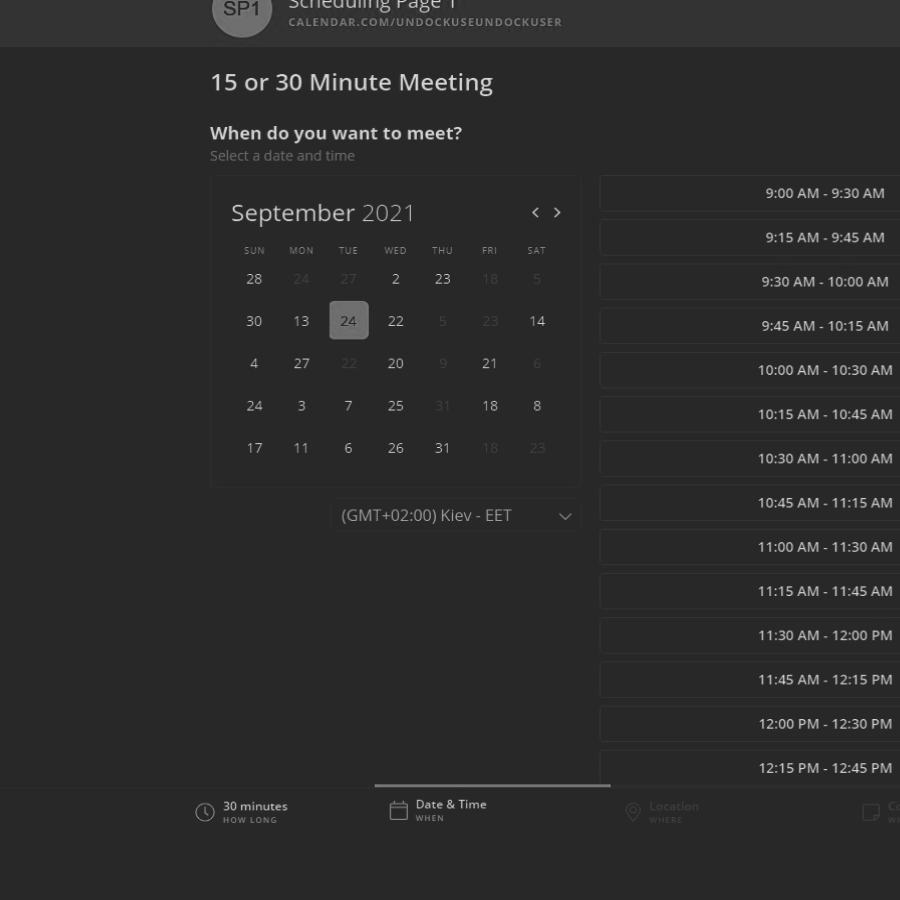 SP1
Scheduling Page 1
CALENDAR.COM/UNDOCKUSEUNDOCKUSER
15 or 30 Minute Meeting
When do you want to meet?
Select a date and time
September 2021
SUN MON TUE WED THU FRI SAT
28 24 27 2 23 18 5
30 13 24 22 5 23 14
4 27 22 20 9 21 6
24 3 7 25 31 18 8
17 11 6 26 31 18 23
(GMT+02:00) Kiev - EET
9:00 AM - 9:30 AM
9:15 AM - 9:45 AM
9:30 AM - 10:00 AM
9:45 AM - 10:15 AM
10:00 AM - 10:30 AM
10:15 AM - 10:45 AM
10:30 AM - 11:00 AM
10:45 AM - 11:15 AM
11:00 AM - 11:30 AM
11:15 AM - 11:45 AM
11:30 AM - 12:00 PM
11:45 AM - 12:15 PM
12:00 PM - 12:30 PM
12:15 PM - 12:45 PM
30 minutes
HOW LONG
Date & Time
WHEN
Location
WHERE